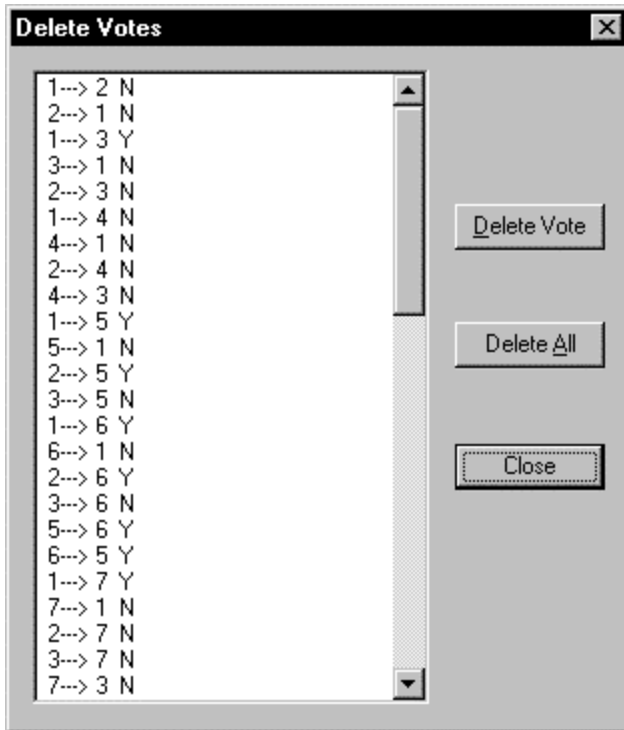 Delete Votes
1---> 2 N
2---> 1 N
1---> 3 Y
3---> 1 N
2---> 3 N
1---> 4 N
4---> 1 N
2---> 4 N
4---> 3 N
1---> 5 Y
5---> 1 N
2---> 5 Y
3---> 5 N
1---> 6 Y
6---> 1 N
2---> 6 Y
3---> 6 N
5---> 6 Y
6---> 5 Y
1---> 7 Y
7---> 1 N
2---> 7 N
3---> 7 N
7---> 3 N
Delete Vote
Delete All
Close